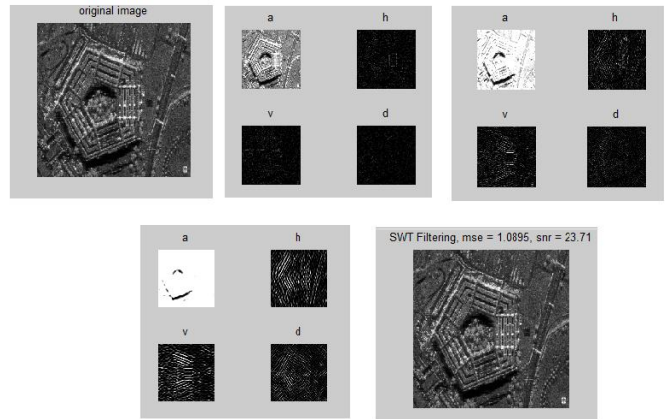 original image
a h
v d
a h
v d
a h
v d
SWT Filtering, mse = 1.0895, snr = 23.71